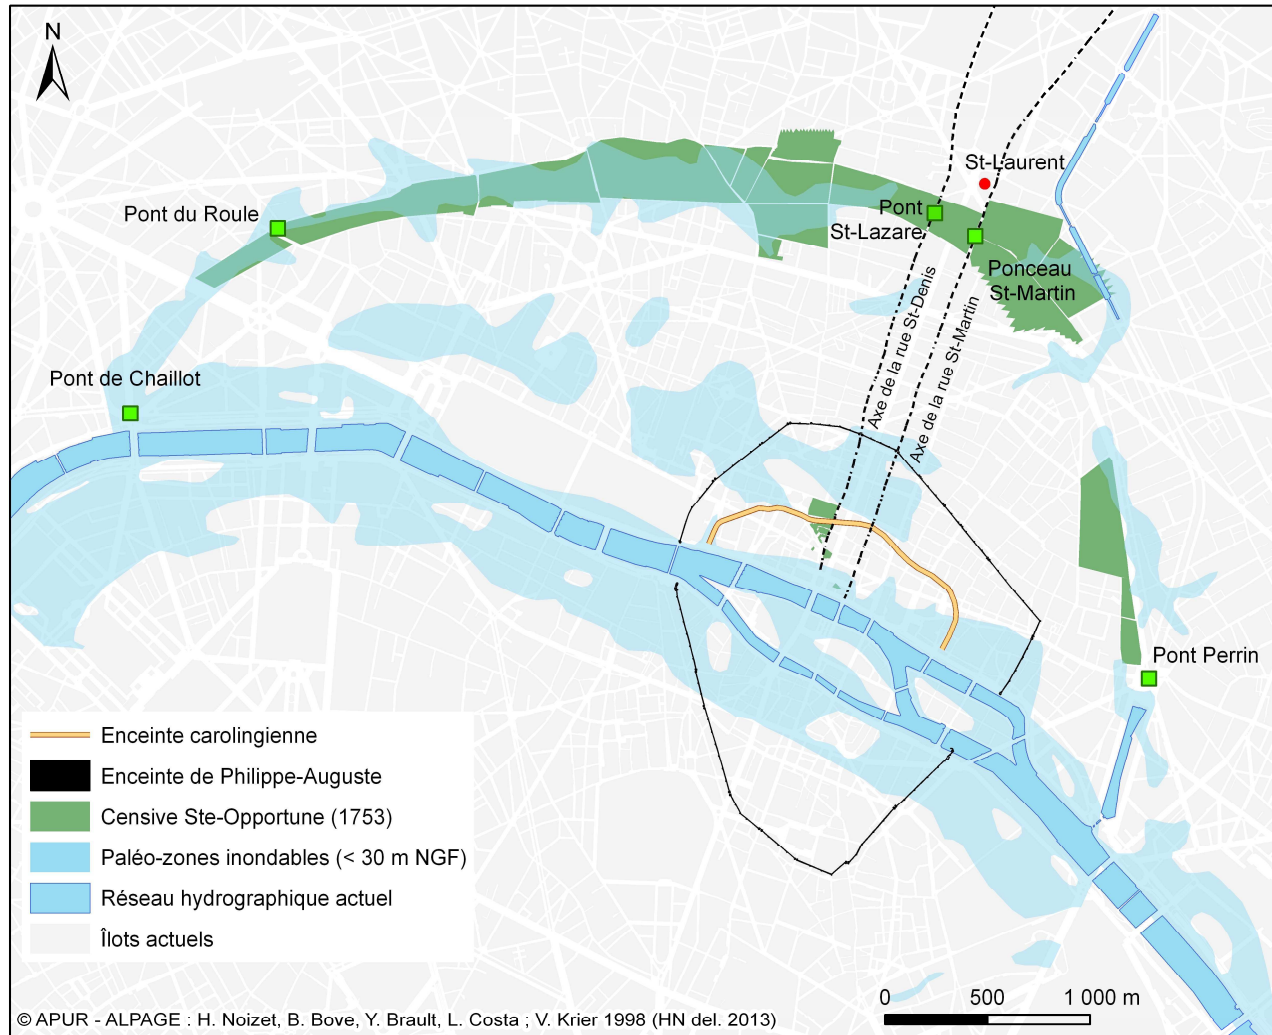 N
St-Laurent
Pont du Roule
Pont
St-Lazare
Ponceau
St-Martin
Axe de la rue St-Denis
Axe de la rue St-Martin
Pont de Chaillot
Pont Perrin
Enceinte carolingienne
Enceinte de Philippe-Auguste
Censive Ste-Opportune (1753)
Paléo-zones inondables (< 30 m NGF)
Réseau hydrographique actuel
Îlots actuels
0 500 1 000 m
© APUR - ALPAGE : H. Noizet, B. Bove, Y. Brault, L. Costa ; V. Krier 1998 (HN del. 2013)